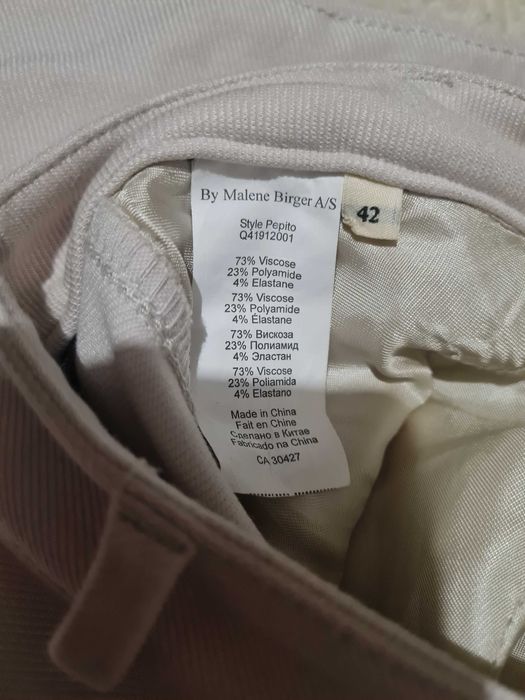 By Malene Birger A/S
42
Style Pepito
Q41912001
73% Viscose
23% Polyamide
4% Elastane
73% Viscose
23% Polyamide
4% Élastane
73% Вискоза
23% Полиамид
4% Эластан
73% Viscose
23% Poliamida
4% Elastano
Made in China
Fait en Chine
Сделано в Китае
Fabricado na China
CA 30427